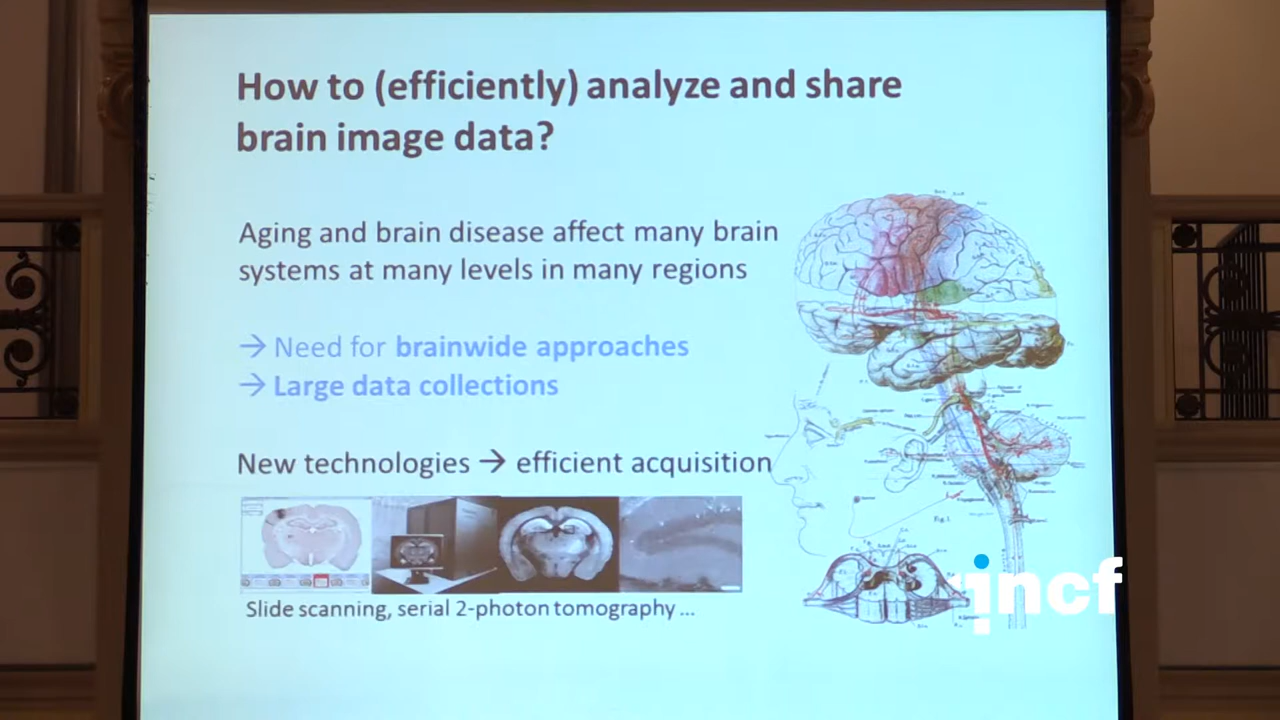 How to (efficiently) analyze and share
brain image data?
Aging and brain disease affect many brain
systems at many levels in many regions
→ Need for brainwide approaches
→ Large data collections
New technologies → efficient acquisition
Slide scanning, serial 2-photon tomography ...
Fig.1.
incf